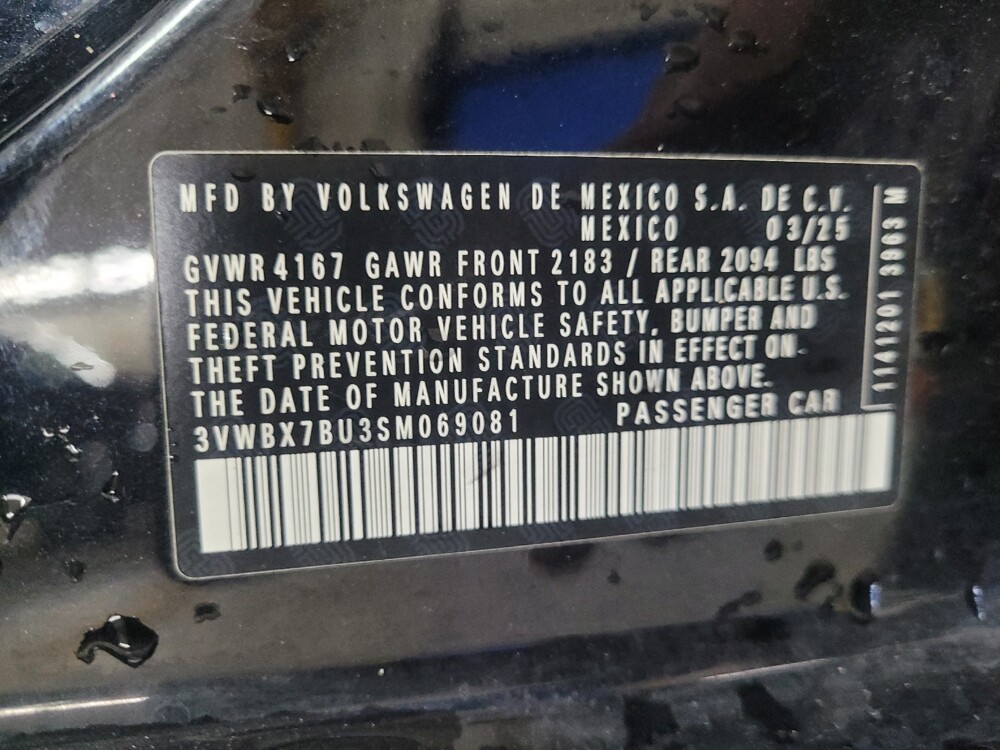 MFD BY VOLKSWAGEN DE MEXICO S.A. DE C.V.
MEXICO 03/25
GVWR 4167 GAWR FRONT 2183 / REAR 2094 LBS
THIS VEHICLE CONFORMS TO ALL APPLICABLE U.S.
FEDERAL MOTOR VEHICLE SAFETY, BUMPER AND
THEFT PREVENTION STANDARDS IN EFFECT ON
THE DATE OF MANUFACTURE SHOWN ABOVE.
3VWBX7BU3SM069081 PASSENGER CAR
1141201 3963 M